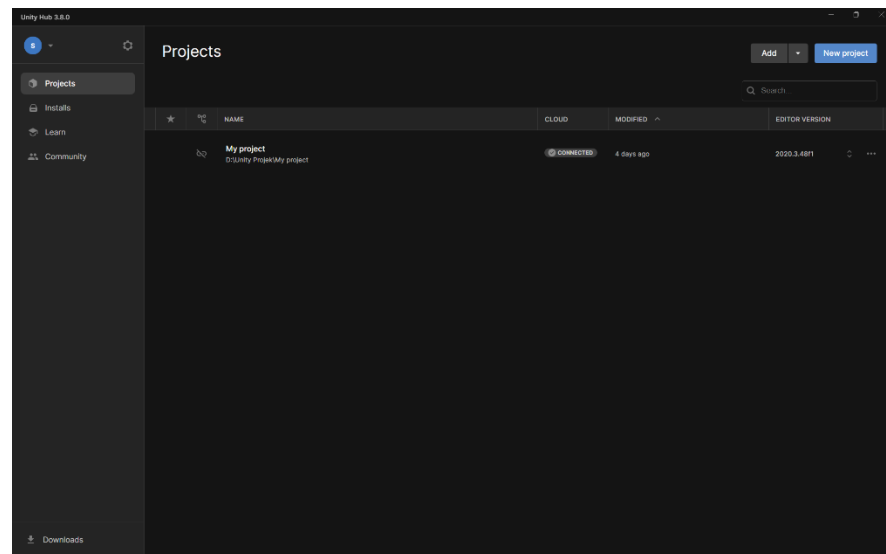 Unity Hub 3.8.0
S
Projects
Add
New project
Projects
Search...
Installs
NAME
CLOUD
MODIFIED
EDITOR VERSION
Learn
My project
CONNECTED
4 days ago
2020.3.48f1
D:\Unity Projek\My project
Community
Downloads